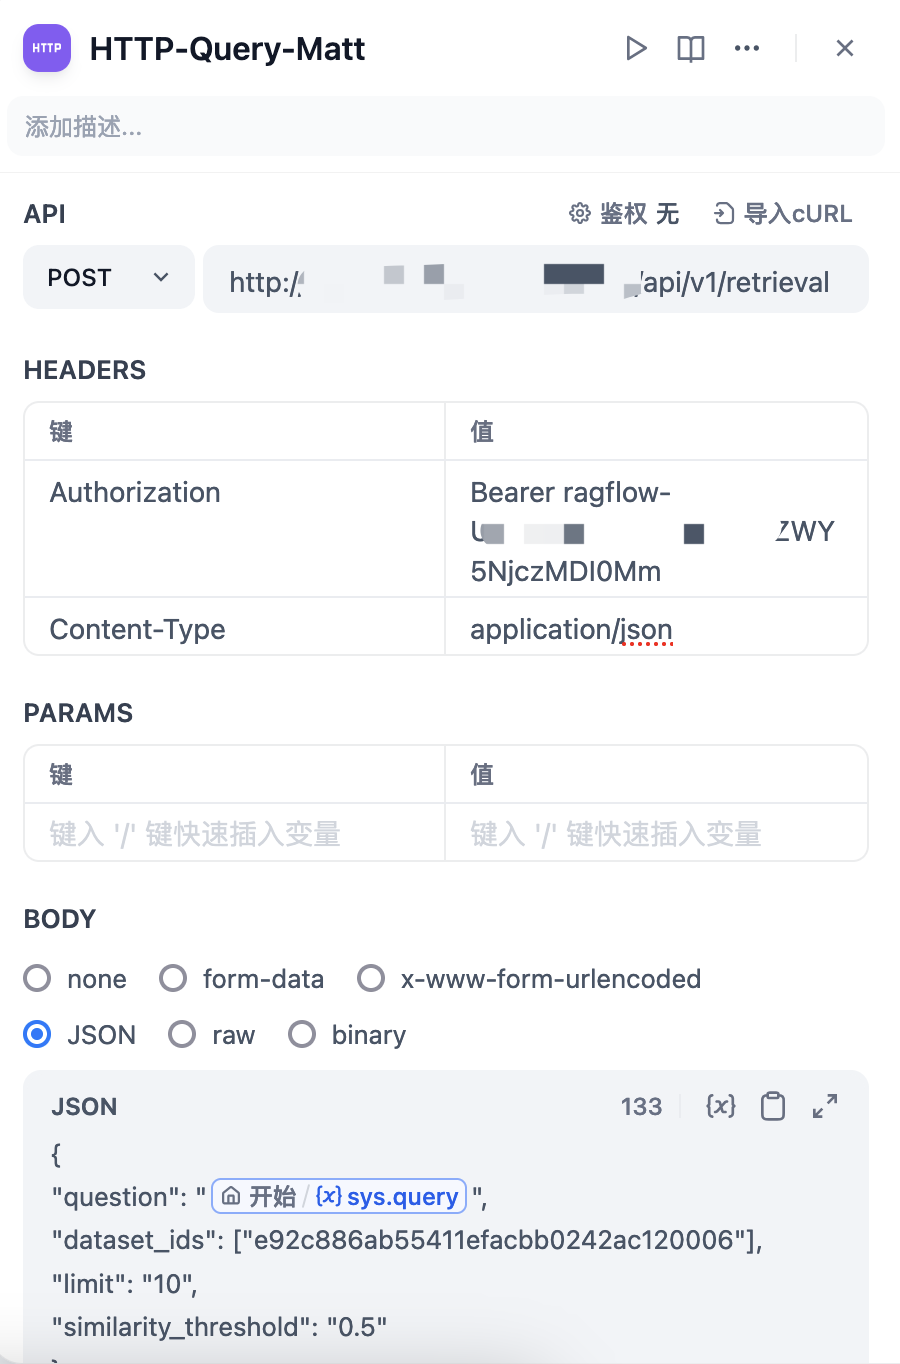 HTTP HTTP-Query-Matt
添加描述...
API 鉴权 无 导入cURL
POST http:/ /api/v1/retrieval
HEADERS
键 值
Authorization Bearer ragflow-
ZWY
5NjczMDI0Mm
Content-Type application/json
PARAMS
键 值
键入 '/' 键快速插入变量 键入 '/' 键快速插入变量
BODY
none form-data x-www-form-urlencoded
JSON raw binary
JSON 133 {x}
{
"question": " 开始 / {x} sys.query ",
"dataset_ids": ["e92c886ab55411efacbb0242ac120006"],
"limit": "10",
"similarity_threshold": "0.5"